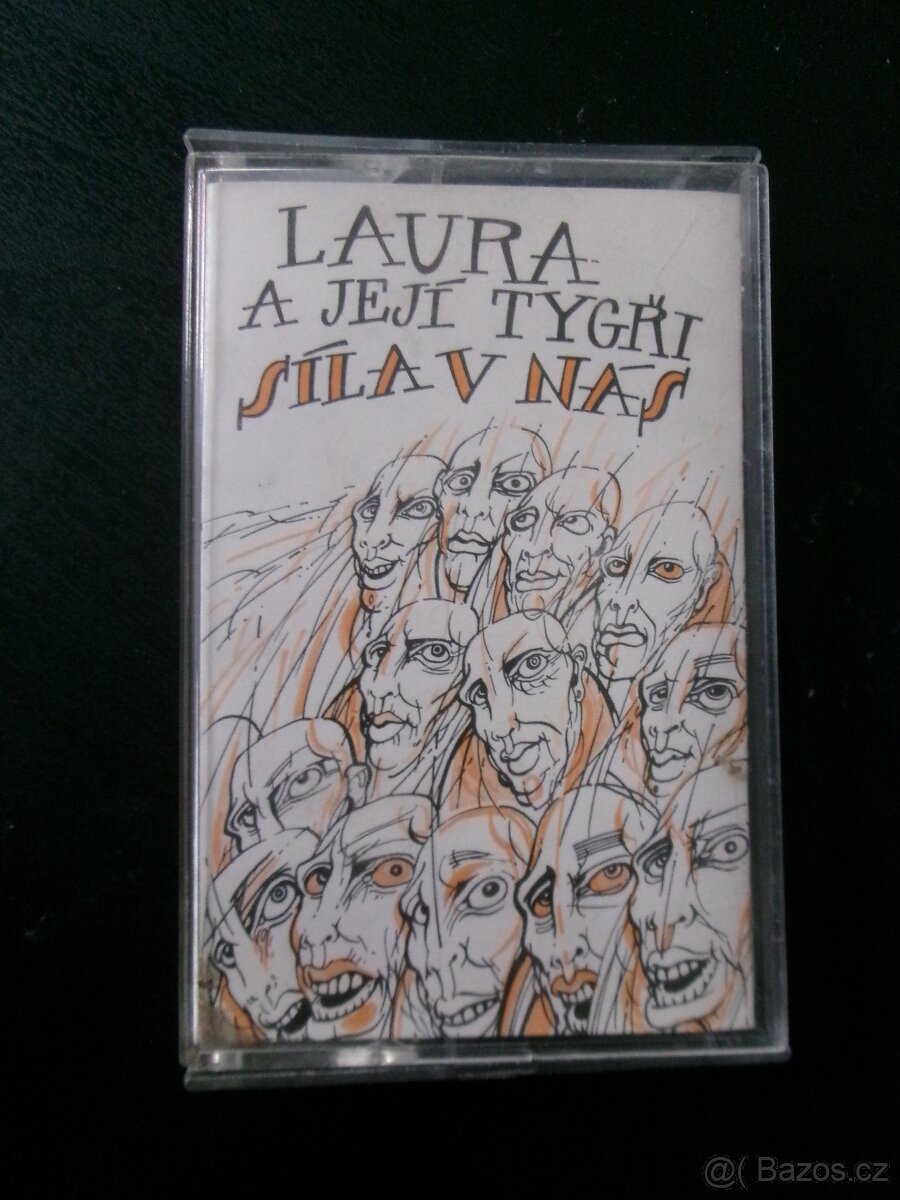 LAURA
A JEJÍ TYGŘI
SÍLA V NÁS
@( Bazos.cz